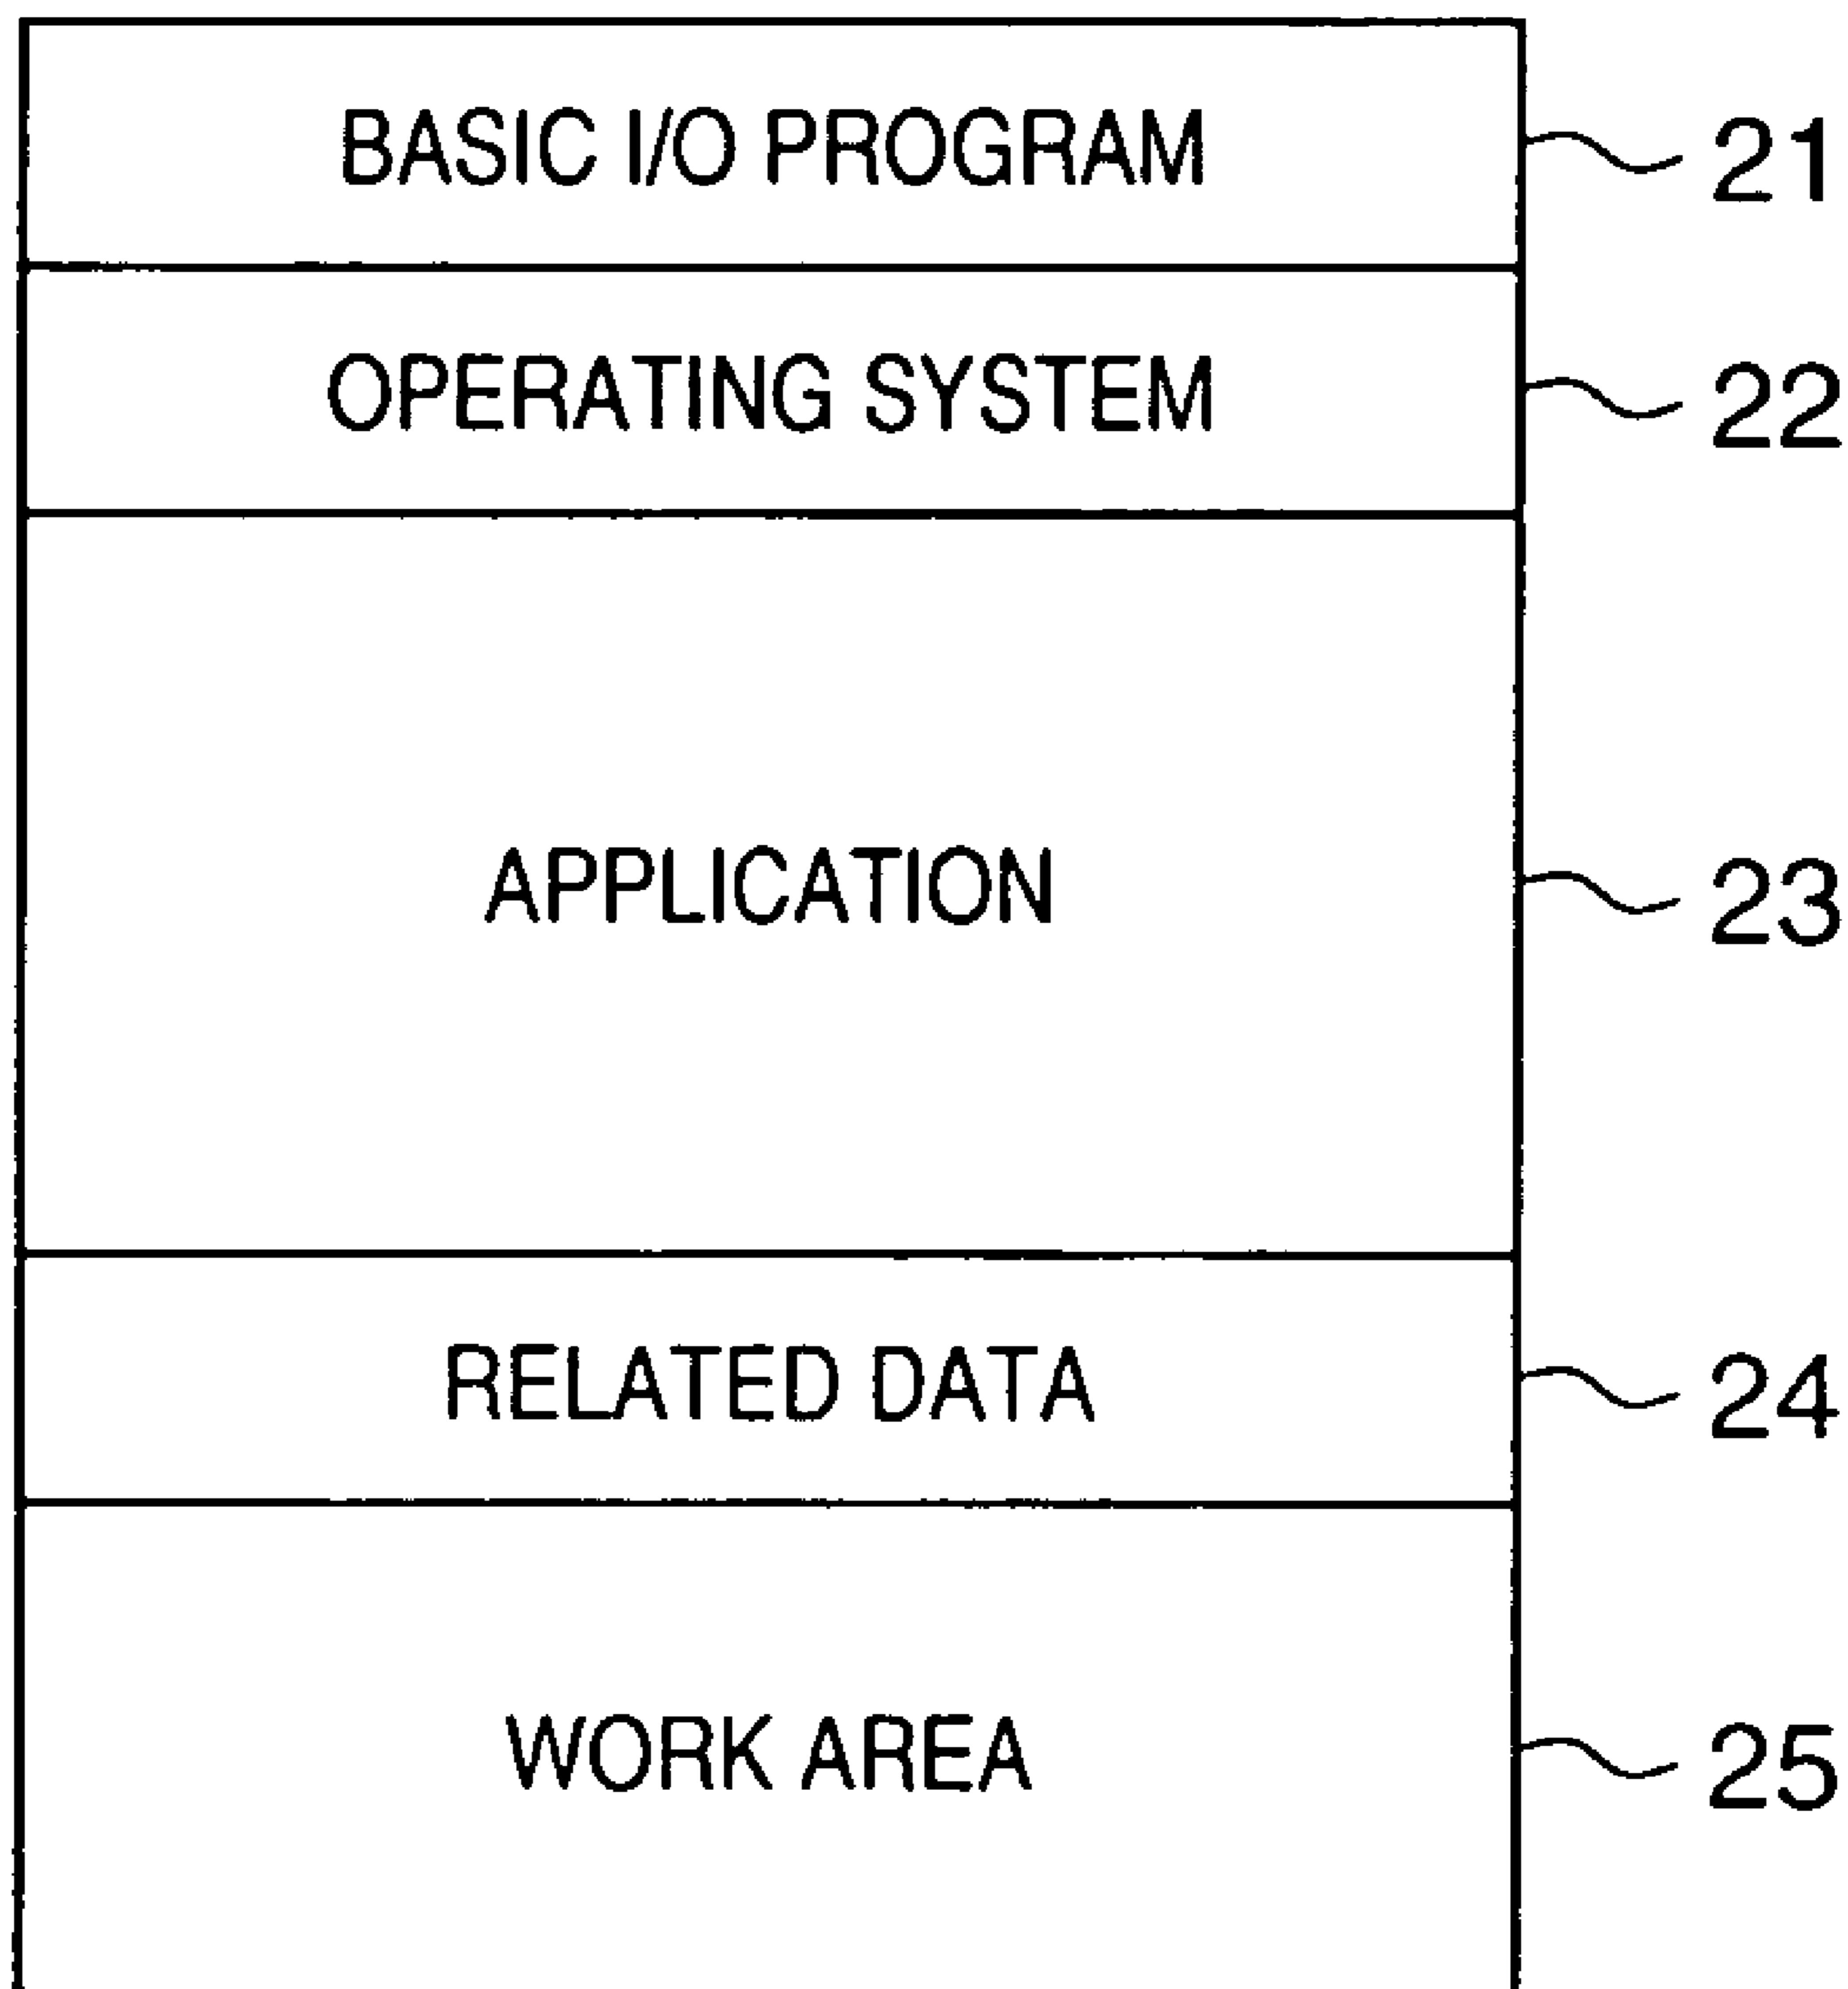 BASIC I/O PROGRAM 21
OPERATING SYSTEM 22
APPLICATION 23
RELATED DATA 24
WORK AREA 25